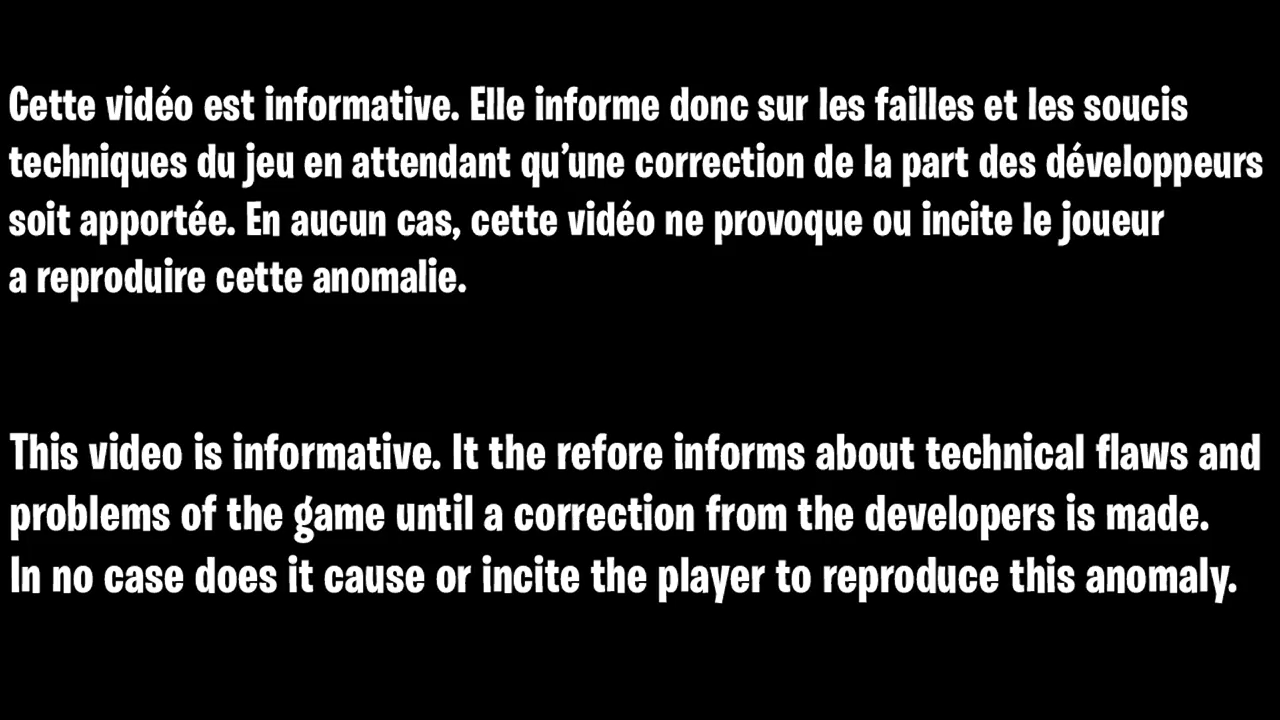 Cette vidéo est informative. Elle informe donc sur les failles et les soucis
techniques du jeu en attendant qu’une correction de la part des développeurs
soit apportée. En aucun cas, cette vidéo ne provoque ou incite le joueur
a reproduire cette anomalie.
This video is informative. It the refore informs about technical flaws and
problems of the game until a correction from the developers is made.
In no case does it cause or incite the player to reproduce this anomaly.